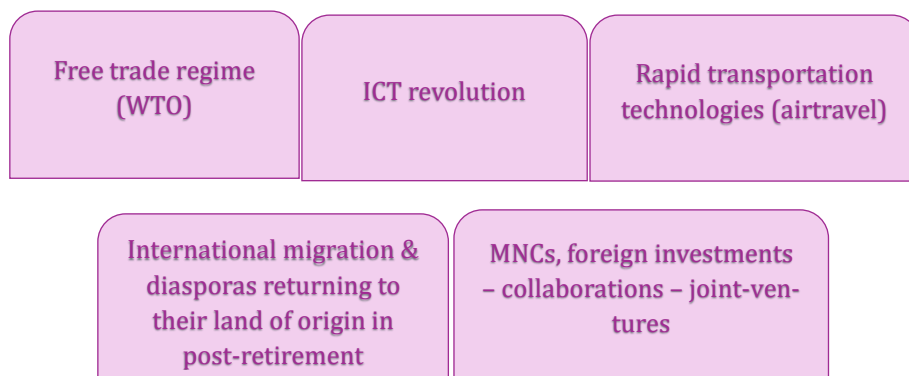 Free trade regime
(WTO)
ICT revolution
Rapid transportation
technologies (airtravel)
International migration &
diasporas returning to
their land of origin in
post-retirement
MNCs, foreign investments
– collaborations – joint-ven-
tures